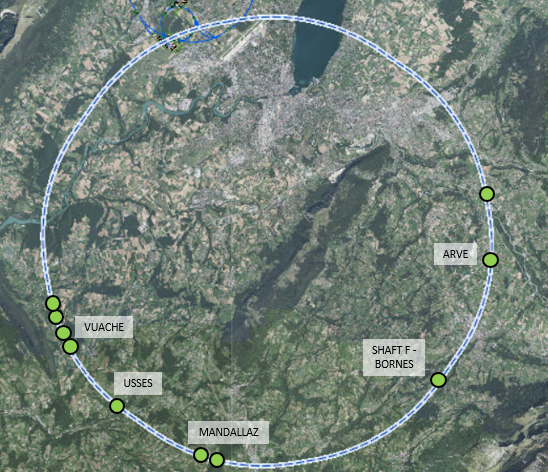 ARVE
VUACHE
SHAFT F -
BORNES
USSES
MANDALLAZ